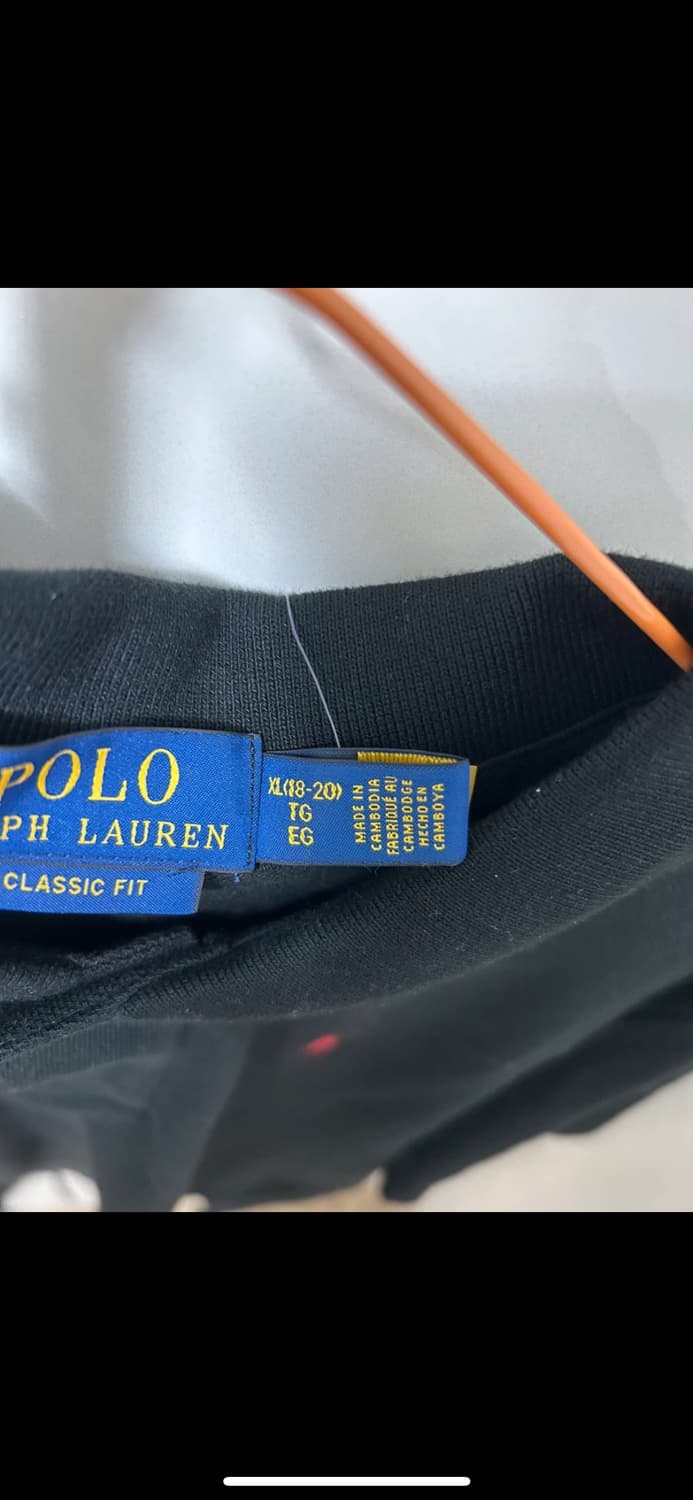 POLO
PH LAUREN
CLASSIC FIT
XL(18-20)
TG
EG
MADE IN
CAMBODIA
FABRIQUÉ AU
CAMBODGE
HECHO EN
CAMBOYA